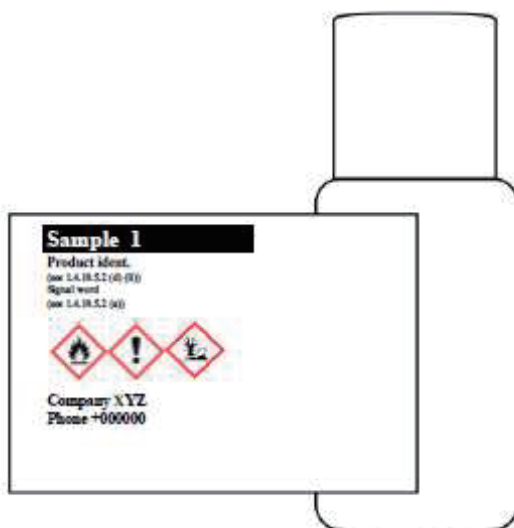 Sample 1
Product ident.
(see 1.4.10.5.2 (d) (ii))
Signal word
(see 1.4.10.5.2 (a))
Company XYZ
Phone +000000